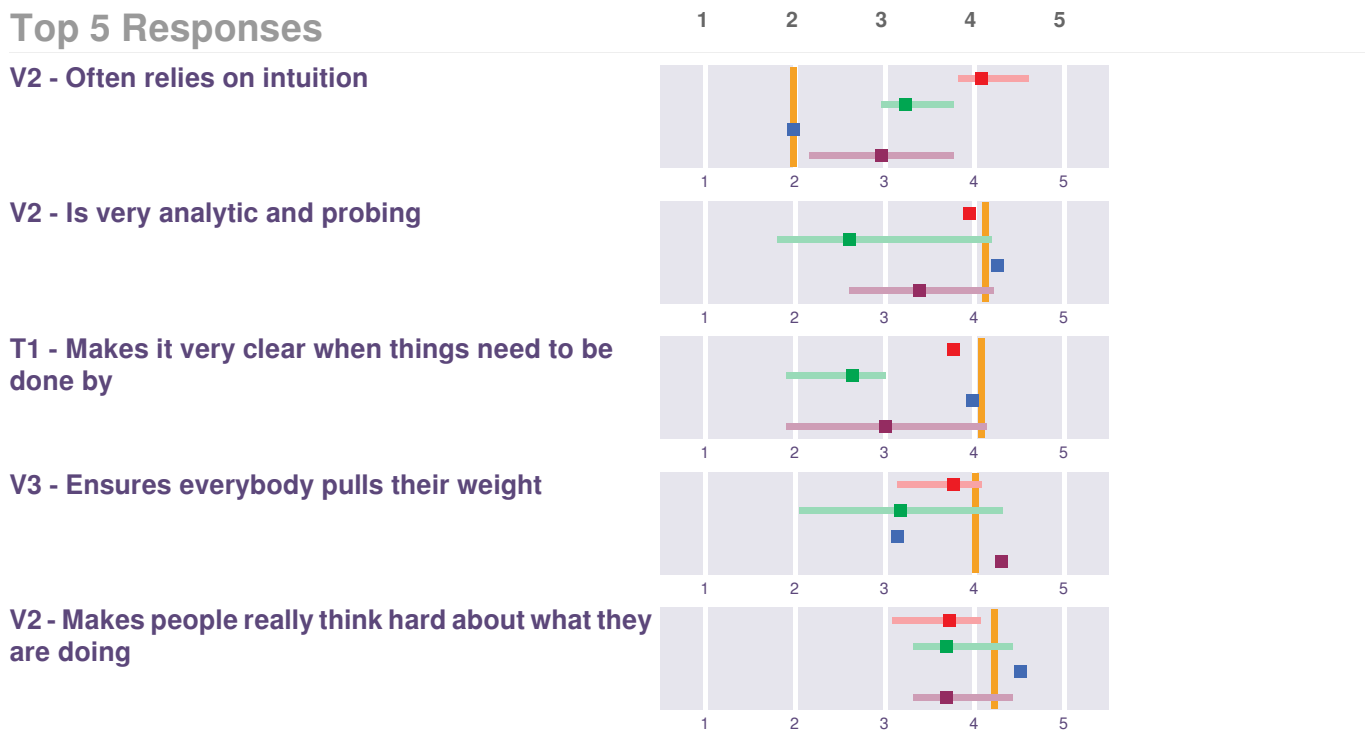 Top 5 Responses
1 2 3 4 5
V2 - Often relies on intuition
1 2 3 4 5
V2 - Is very analytic and probing
1 2 3 4 5
T1 - Makes it very clear when things need to be
done by
1 2 3 4 5
V3 - Ensures everybody pulls their weight
1 2 3 4 5
V2 - Makes people really think hard about what they
are doing
1 2 3 4 5